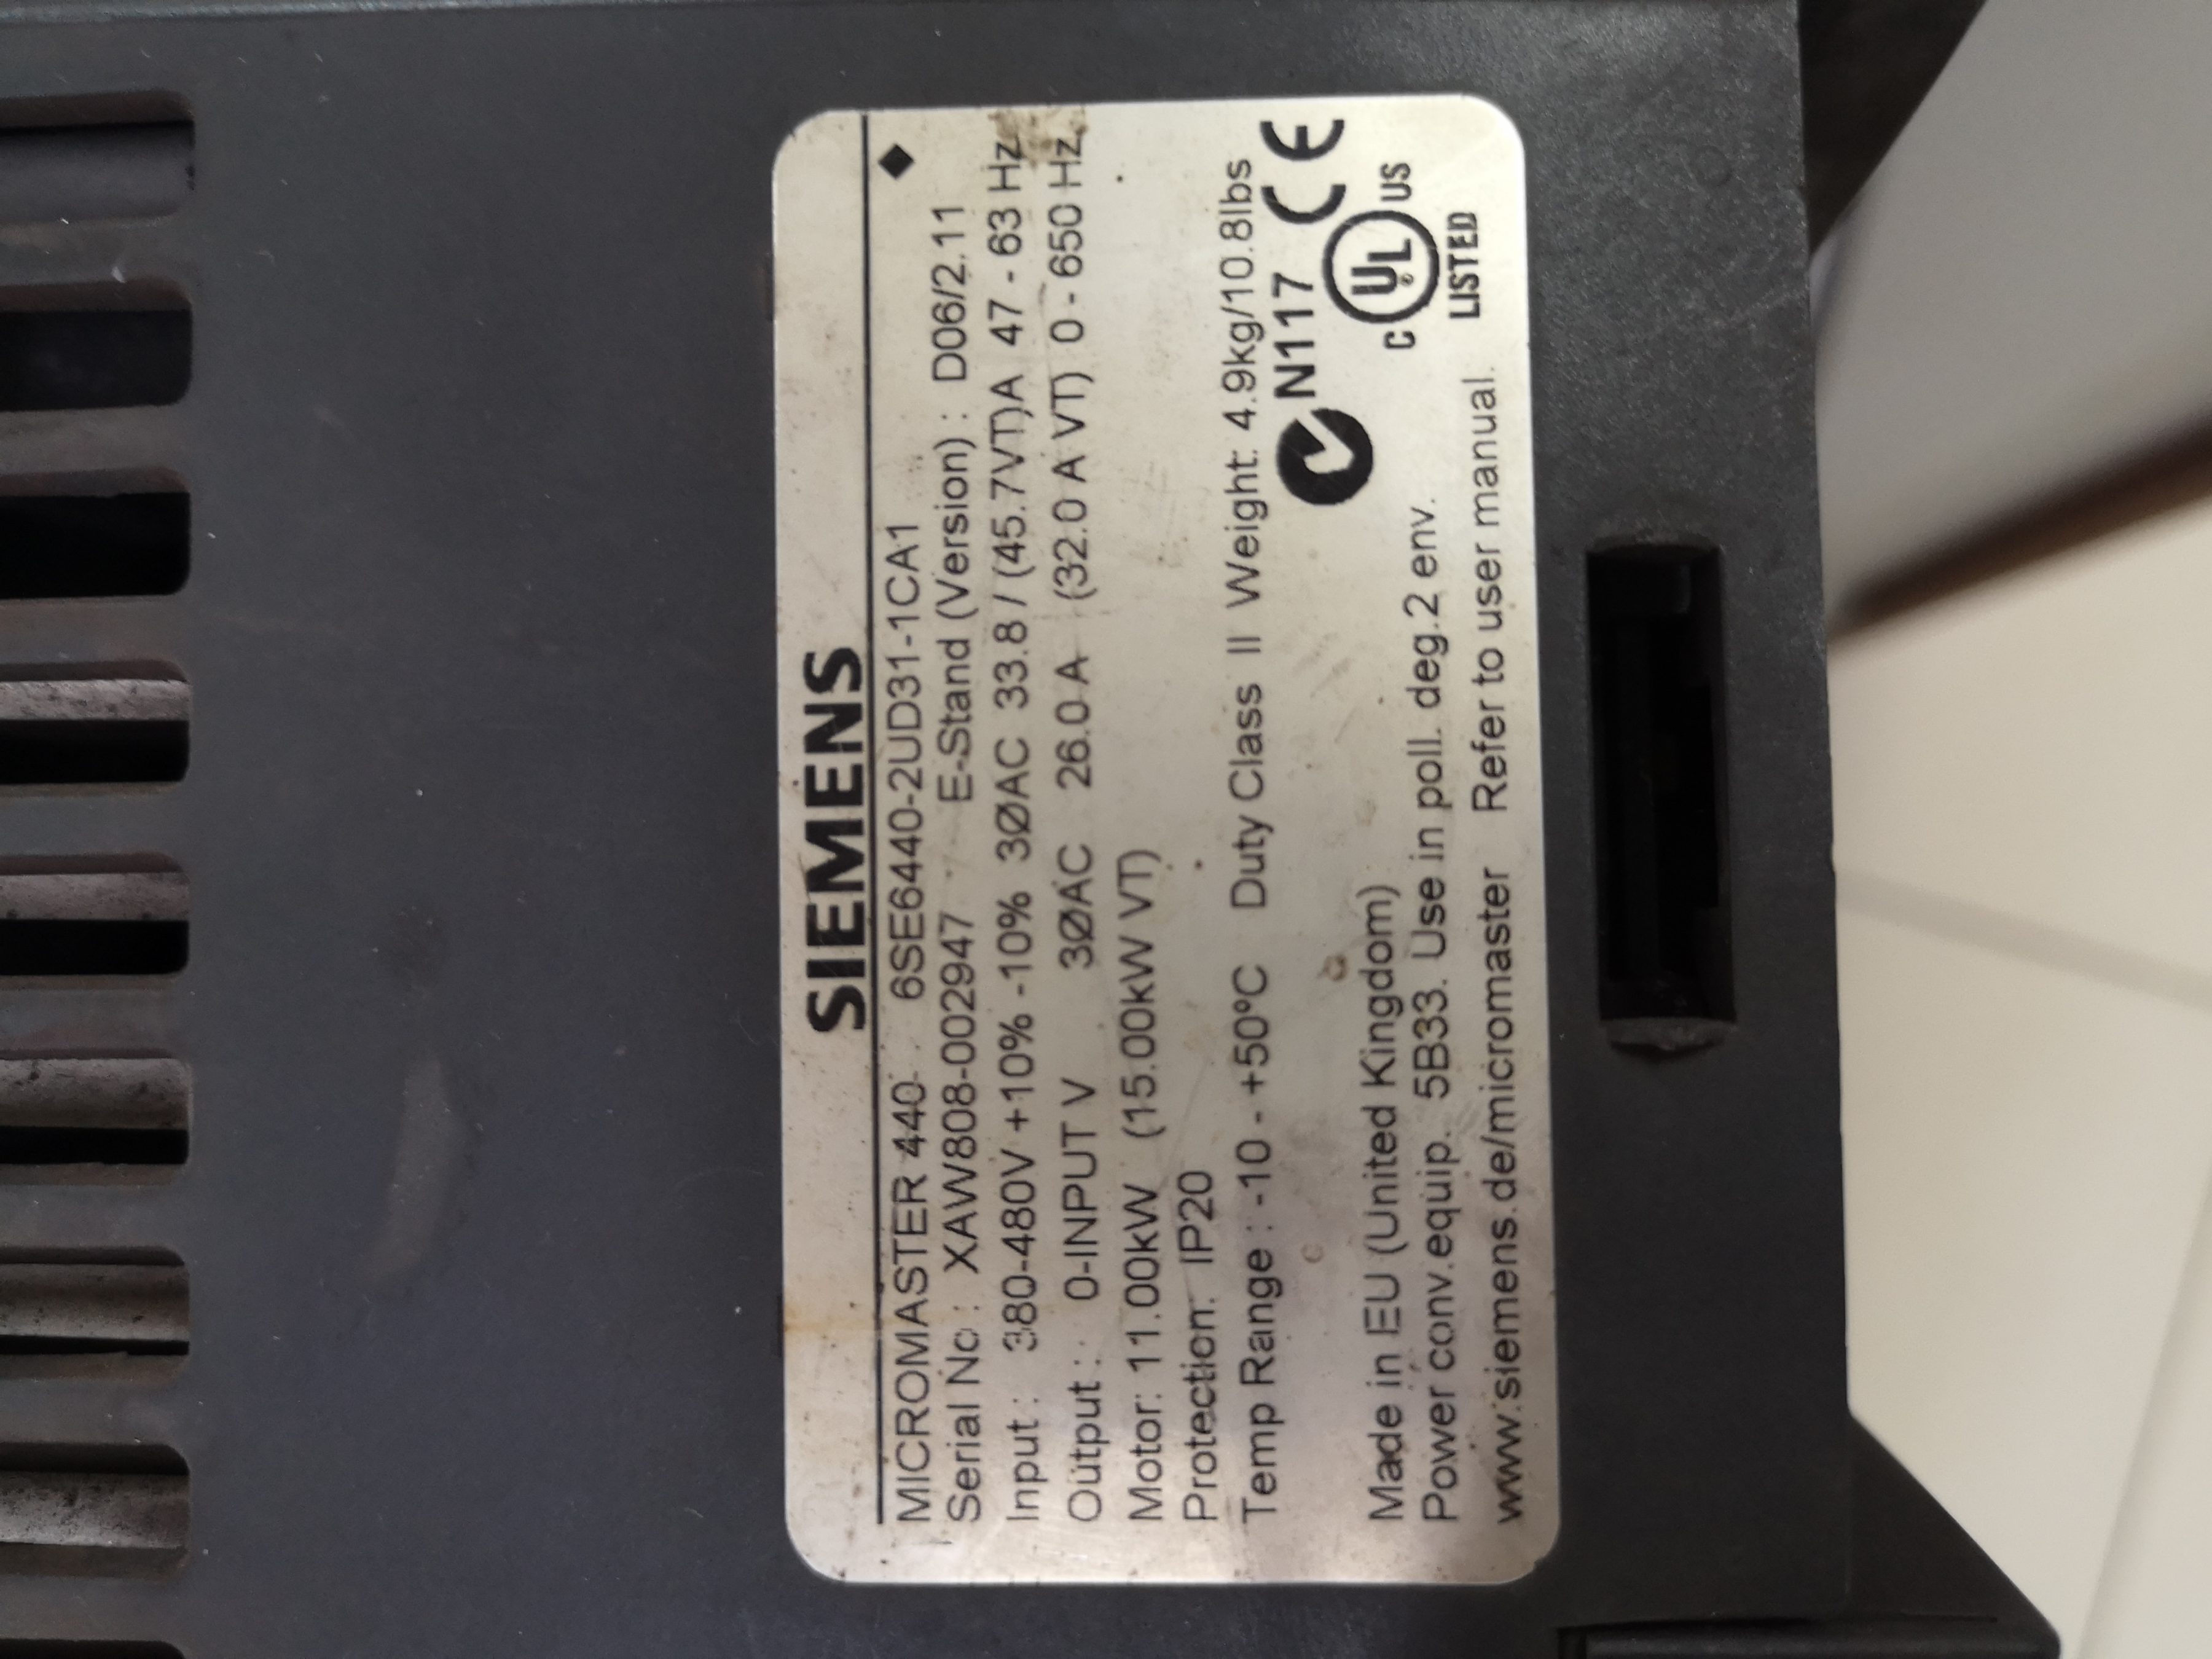 SIEMENS
MICROMASTER 440 6SE6440-2UD31-1CA1
Serial No : XAW808-002947 E-Stand (Version) : D06/2.11
Input : 380-480V +10% -10% 3ØAC 33.8 / (45.7VT)A 47 - 63 Hz
Output : 0-INPUT V 3ØAC 26.0 A (32.0 A VT) 0 - 650 Hz
Motor: 11.00kW (15.00kW VT)
Protection: IP20
Temp Range : -10 - +50ºC Duty Class II Weight: 4.9kg/10.8lbs
N117 CE
Made in EU (United Kingdom)
C UL US
Power conv.equip. 5B33. Use in poll. deg.2 env.
LISTED
www.siemens.de/micromaster Refer to user manual.